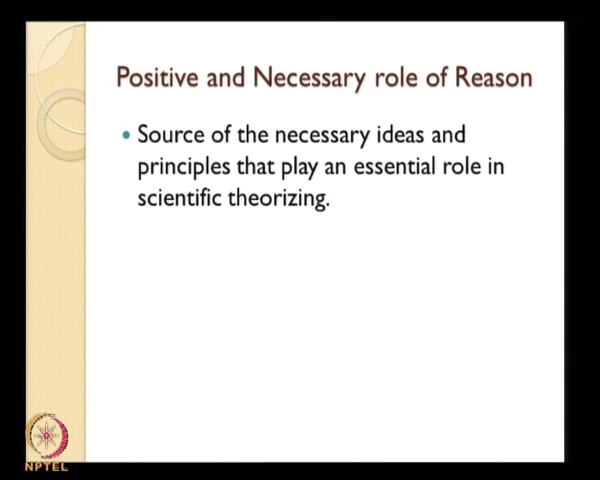 Positive and Necessary role of Reason
• Source of the necessary ideas and
principles that play an essential role in
scientific theorizing.
NPTEL